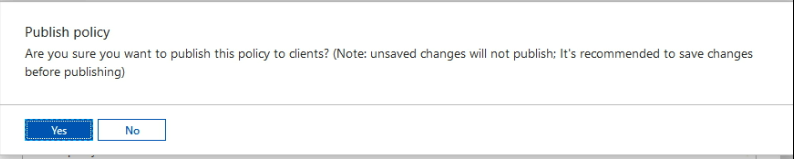 Publish policy
Are you sure you want to publish this policy to clients? (Note: unsaved changes will not publish; It's recommended to save changes
before publishing)
Yes No